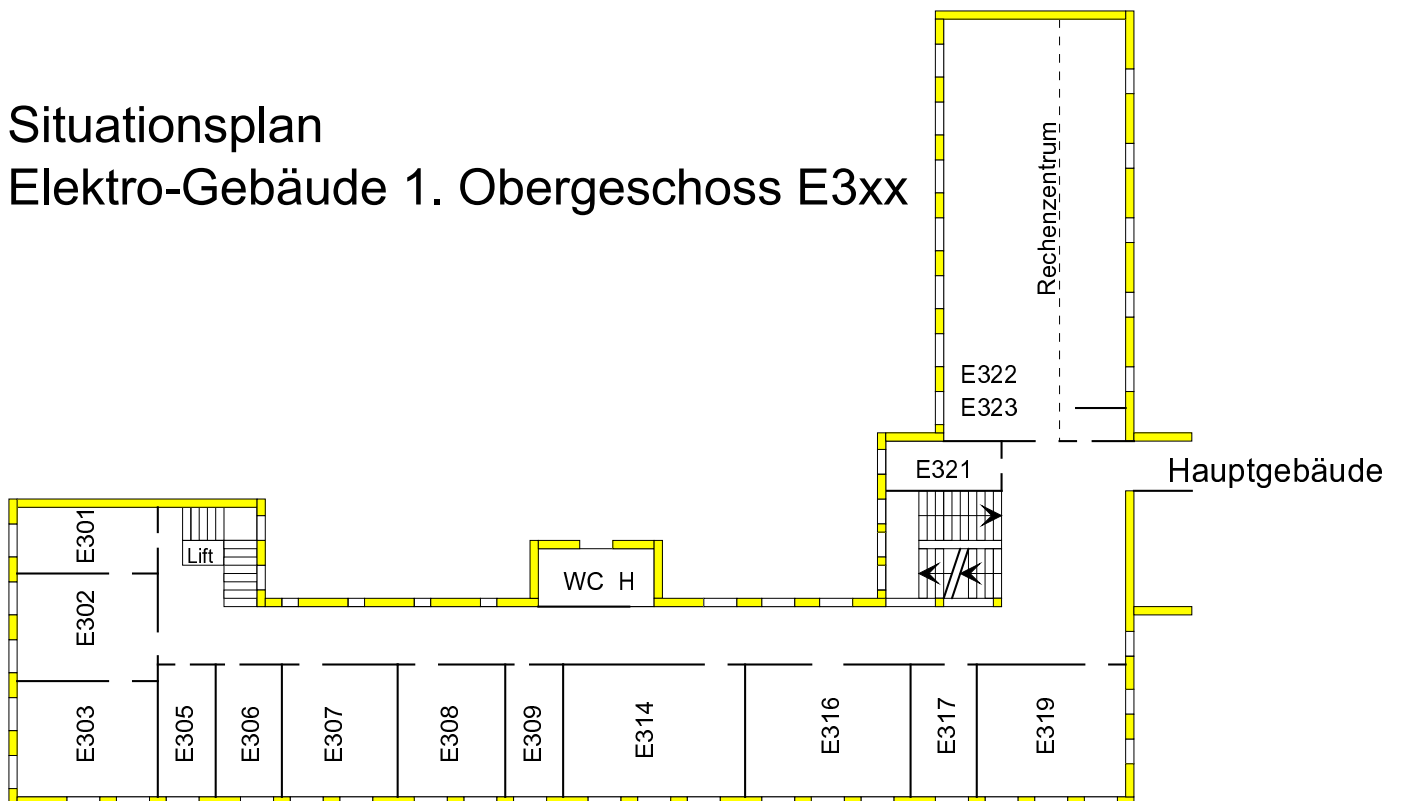 Situationsplan
Elektro-Gebäude 1. Obergeschoss E3xx
Rechenzentrum
E322
E323
E321
Hauptgebäude
E301
Lift
WC H
E302
E303
E305
E306
E307
E308
E309
E314
E316
E317
E319